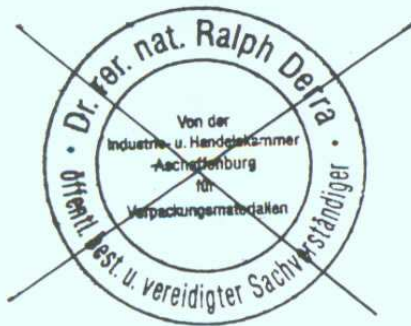 • Dr. rer. nat. Ralph Derra •
Von der
Industrie- u. Handelskammer
Aschaffenburg
für
Verpackungsmaterialien
öffentl. best. u. vereidigter Sachverständiger